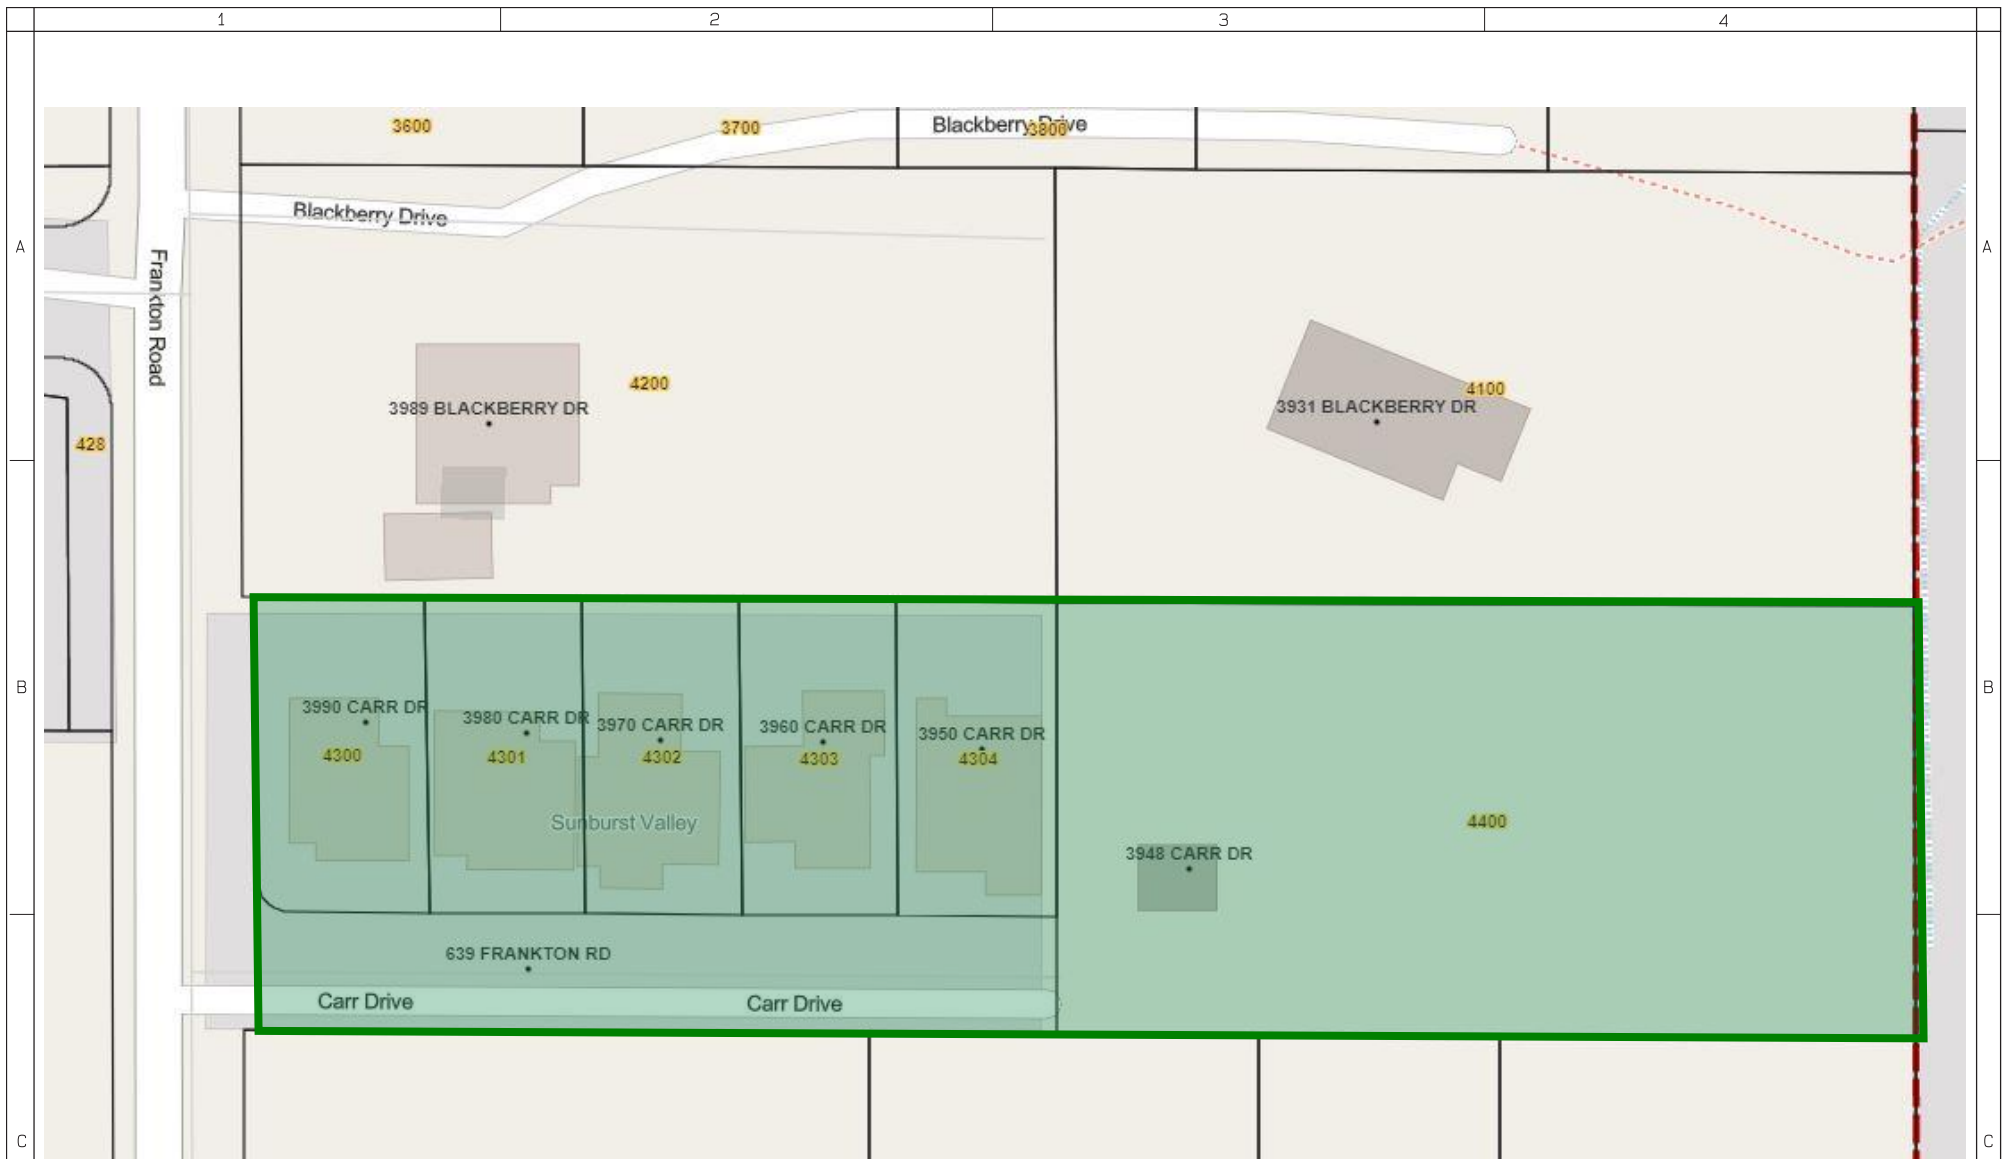 1 2 3 4
3600 3700 Blackberry Drive 3800
Blackberry Drive
A A
Frankton Road
4200 4100
3989 BLACKBERRY DR 3931 BLACKBERRY DR
428
B B
3990 CARR DR 3980 CARR DR 3970 CARR DR 3960 CARR DR 3950 CARR DR
4300 4301 4302 4303 4304
Sunburst Valley 4400
3948 CARR DR
639 FRANKTON RD
Carr Drive Carr Drive
C C